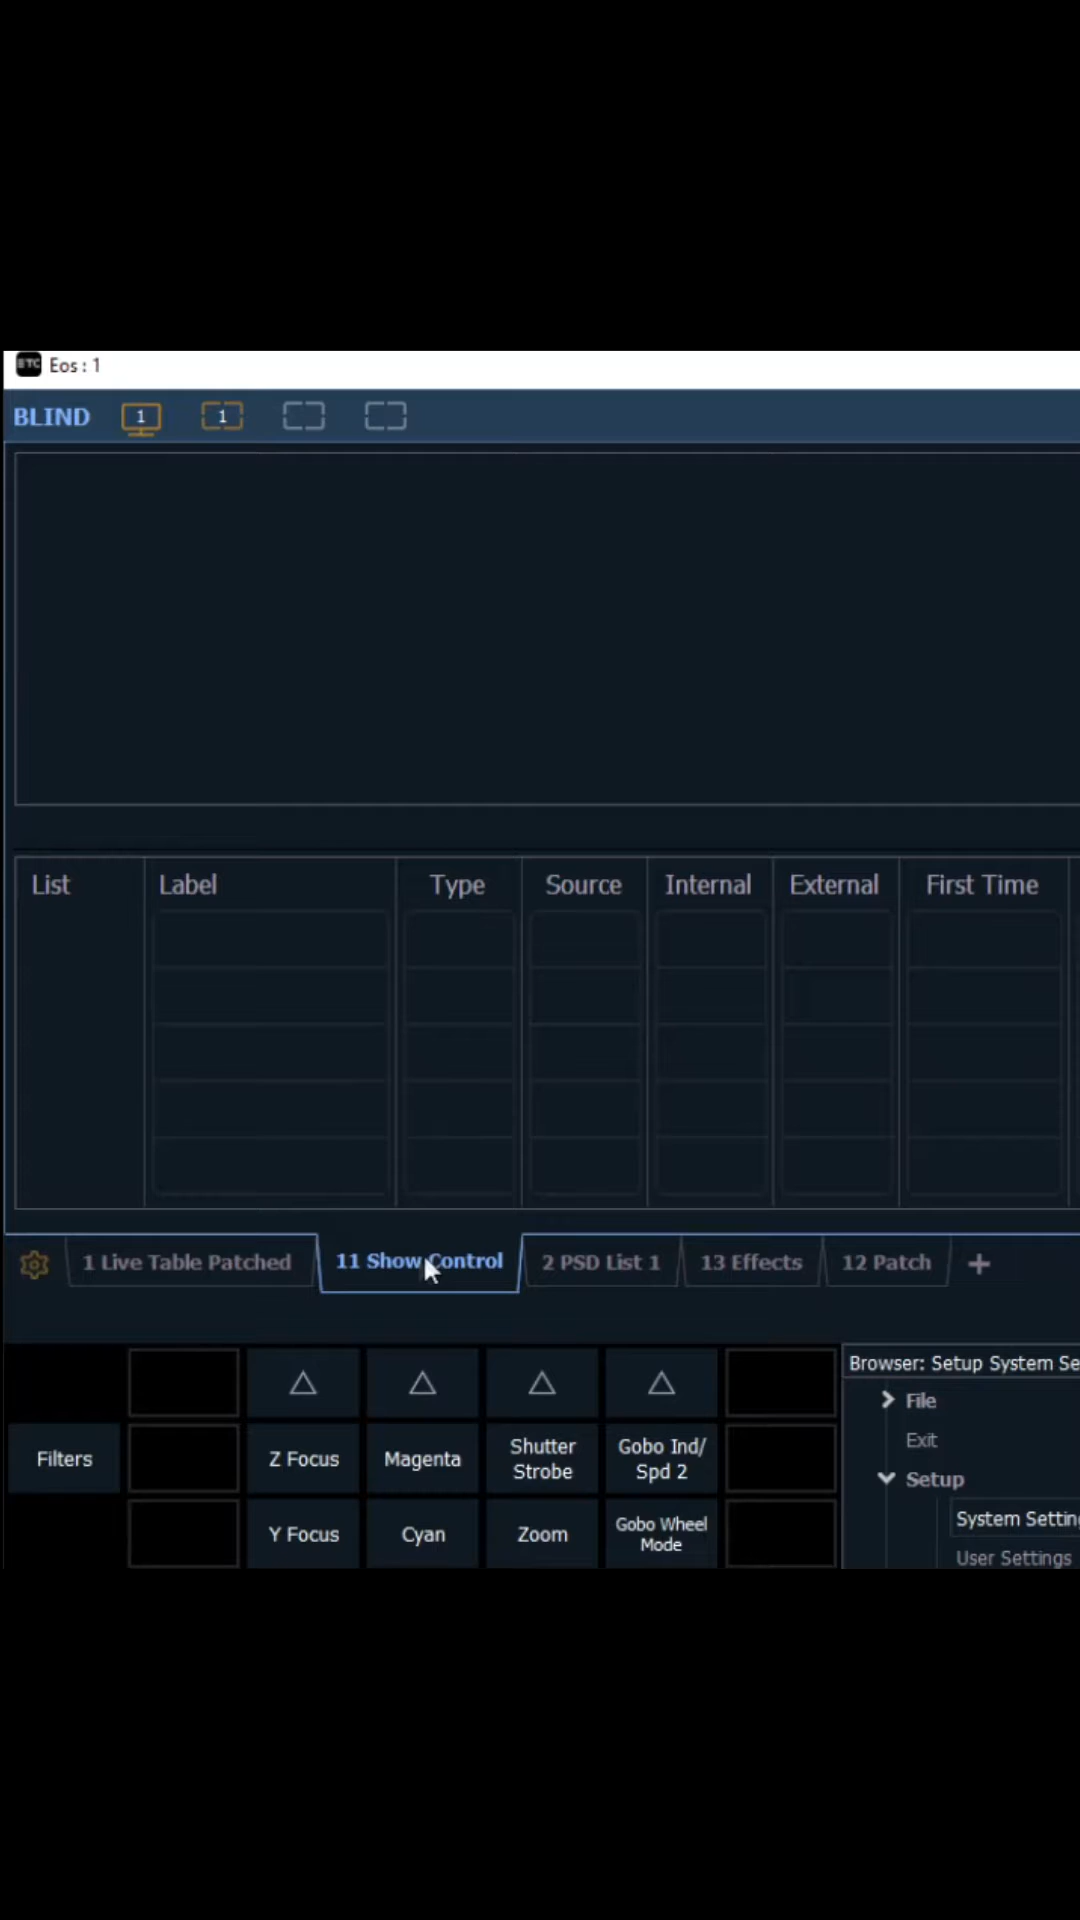 ETC Eos : 1
BLIND 1 1
List Label Type Source Internal External First Time
1 Live Table Patched 11 Show Control 2 PSD List 1 13 Effects 12 Patch +
Browser: Setup System Se
File
Exit
Setup
System Settin
User Settings
Filters Z Focus Magenta Shutter Strobe Gobo Ind/ Spd 2
Y Focus Cyan Zoom Gobo Wheel Mode